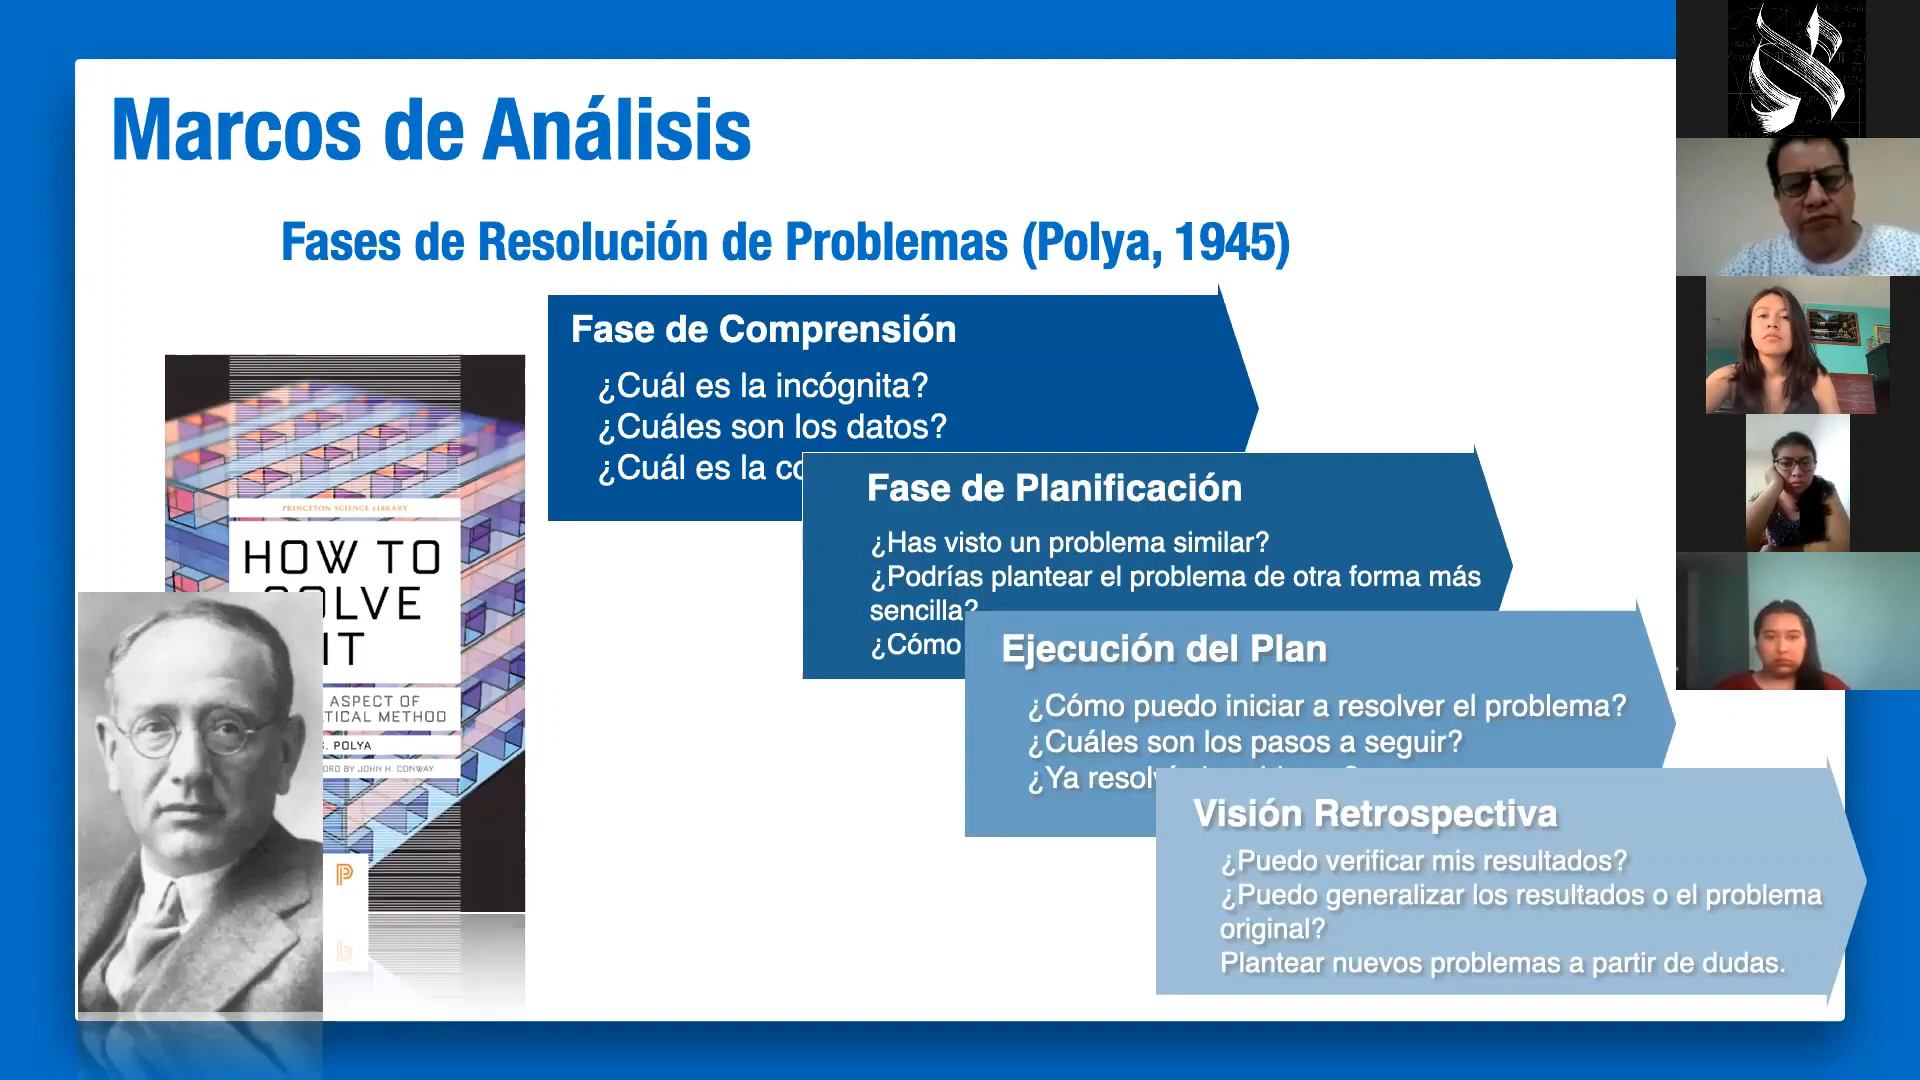 Marcos de Análisis
Fases de Resolución de Problemas (Polya, 1945)
Fase de Comprensión
¿Cuál es la incógnita?
¿Cuáles son los datos?
¿Cuál es la
Fase de Planificación
¿Has visto un problema similar?
¿Podrías plantear el problema de otra forma más
sencilla?
¿Cómo
Ejecución del Plan
¿Cómo puedo iniciar a resolver el problema?
¿Cuáles son los pasos a seguir?
¿Ya
Visión Retrospectiva
¿Puedo verificar mis resultados?
¿Puedo generalizar los resultados o el problema
original?
Plantear nuevos problemas a partir de dudas.
PRINCETON SCIENCE LIBRARY
HOW TO
SOLVE
IT
ASPECT OF
METHOD
POLYA
BY JOHN H. CONWAY